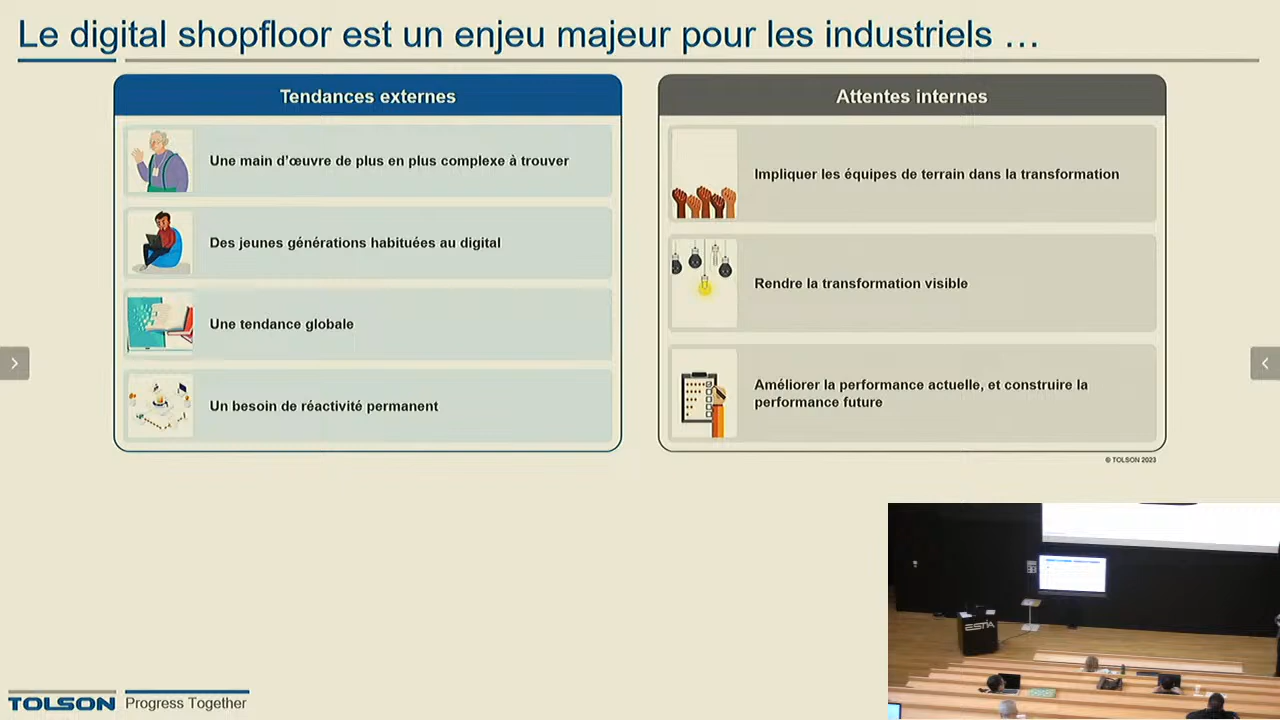 Le digital shopfloor est un enjeu majeur pour les industriels …
Tendances externes
Une main d’œuvre de plus en plus complexe à trouver
Des jeunes générations habituées au digital
Une tendance globale
Un besoin de réactivité permanent
Attentes internes
Impliquer les équipes de terrain dans la transformation
Rendre la transformation visible
Améliorer la performance actuelle, et construire la
performance future
© TOLSON 2023
ESTIA
TOLSON Progress Together